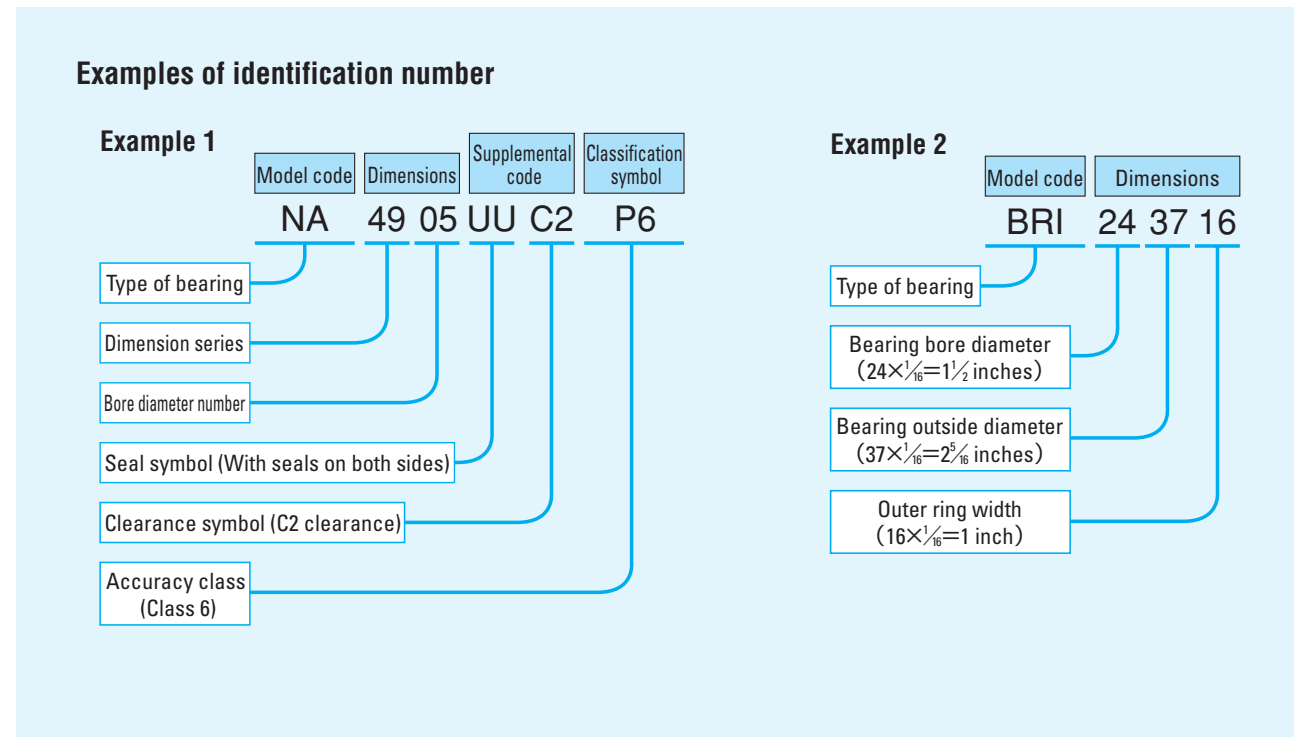 Examples of identification number
Example 1
Model code
Dimensions
Supplemental
code
Classification
symbol
NA 49 05 UU C2 P6
Type of bearing
Dimension series
Bore diameter number
Seal symbol (With seals on both sides)
Clearance symbol (C2 clearance)
Accuracy class
(Class 6)
Example 2
Model code
Dimensions
BRI 24 37 16
Type of bearing
Bearing bore diameter
(24×1⁄16=1 1⁄2 inches)
Bearing outside diameter
(37×1⁄16=2 5⁄16 inches)
Outer ring width
(16×1⁄16=1 inch)